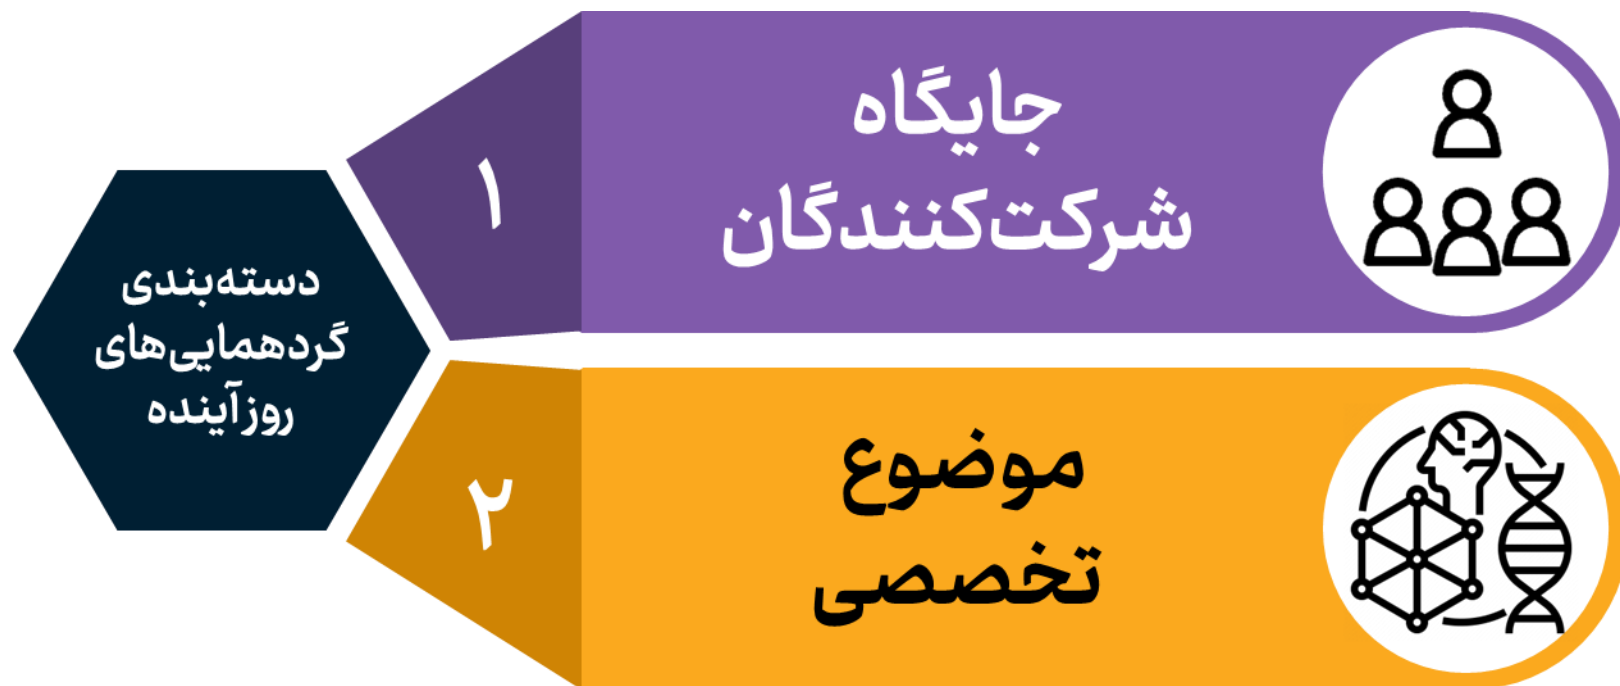 دسته‌بندی
گردهمایی‌های
روزآینده
۱
جایگاه
شرکت‌کنندگان
۲
موضوع
تخصصی